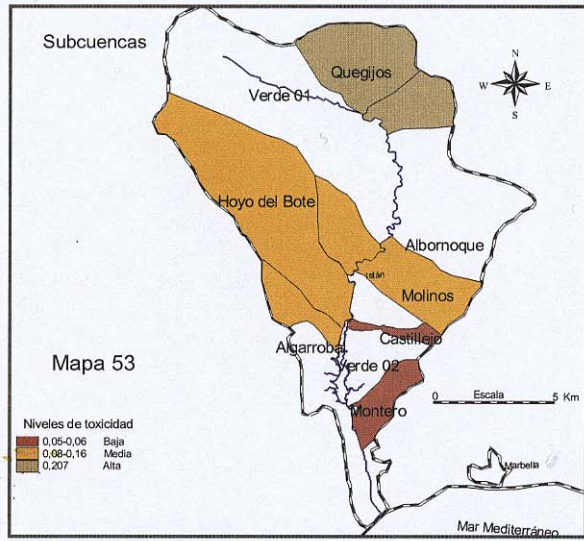 Subcuencas
Quegijos
Verde 01
N
W E
S
Hoyo del Bote
Albornoque
Istán
Molinos
Castillejo
Algarroba
Verde 02
Mapa 53
Montero
0 Escala 5 Km
Niveles de toxicidad
0,05-0,06 Baja
0,08-0,16 Media
0,207 Alta
Marbella
Mar Mediterráneo